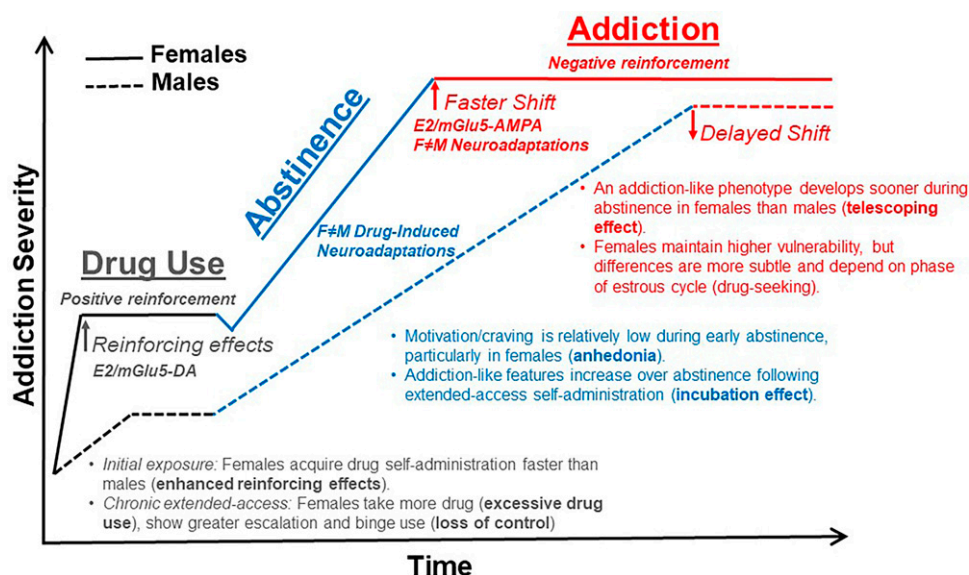 Addiction
Negative reinforcement
Females
Males
Abstinence
Faster Shift
E2/mGlu5-AMPA
F≠M Neuroadaptations
Delayed Shift
• An addiction-like phenotype develops sooner during
abstinence in females than males (telescoping
effect).
• Females maintain higher vulnerability, but
differences are more subtle and depend on phase
of estrous cycle (drug-seeking).
F≠M Drug-Induced
Neuroadaptations
Drug Use
Positive reinforcement
Reinforcing effects
E2/mGlu5-DA
• Motivation/craving is relatively low during early abstinence,
particularly in females (anhedonia).
• Addiction-like features increase over abstinence following
extended-access self-administration (incubation effect).
• Initial exposure: Females acquire drug self-administration faster than
males (enhanced reinforcing effects).
• Chronic extended-access: Females take more drug (excessive drug
use), show greater escalation and binge use (loss of control)
Addiction Severity
Time